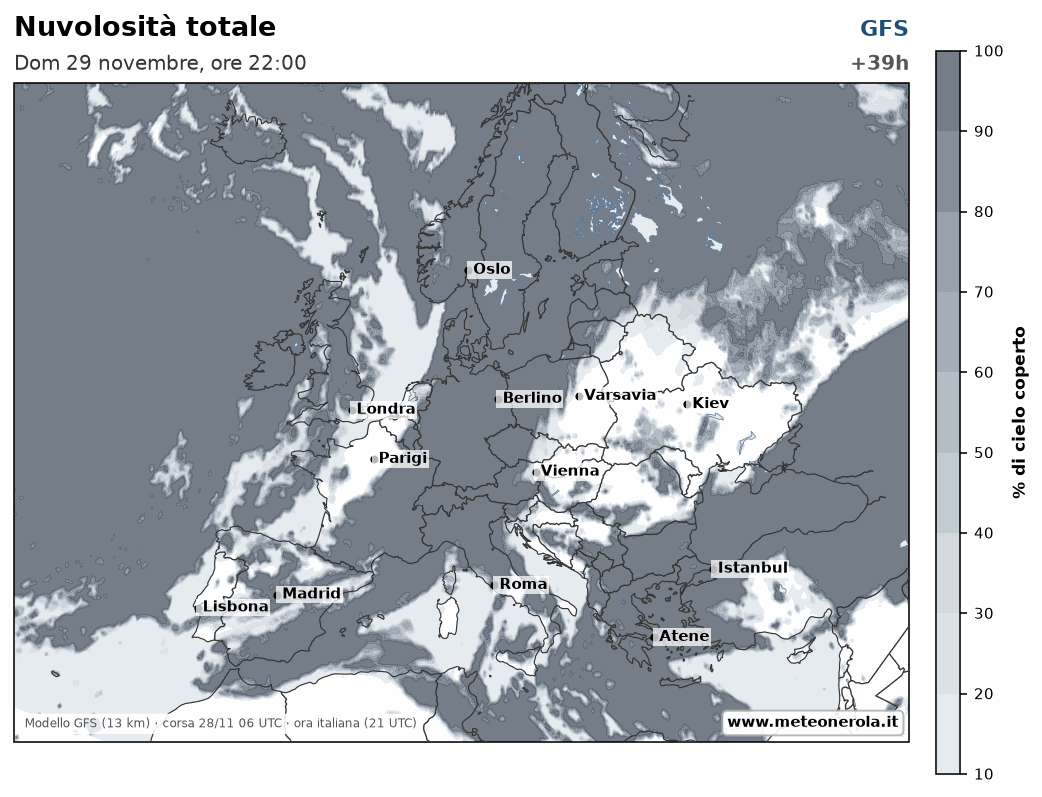 Nuvolosità totale
GFS
Dom 29 novembre, ore 22:00
+39h
100
90
80
70
60
50
40
30
20
10
% di cielo coperto
Oslo
Berlino
Varsavia
Kiev
Londra
Parigi
Vienna
Istanbul
Roma
Madrid
Lisbona
Atene
Modello GFS (13 km) · corsa 28/11 06 UTC · ora italiana (21 UTC)
www.meteonerola.it